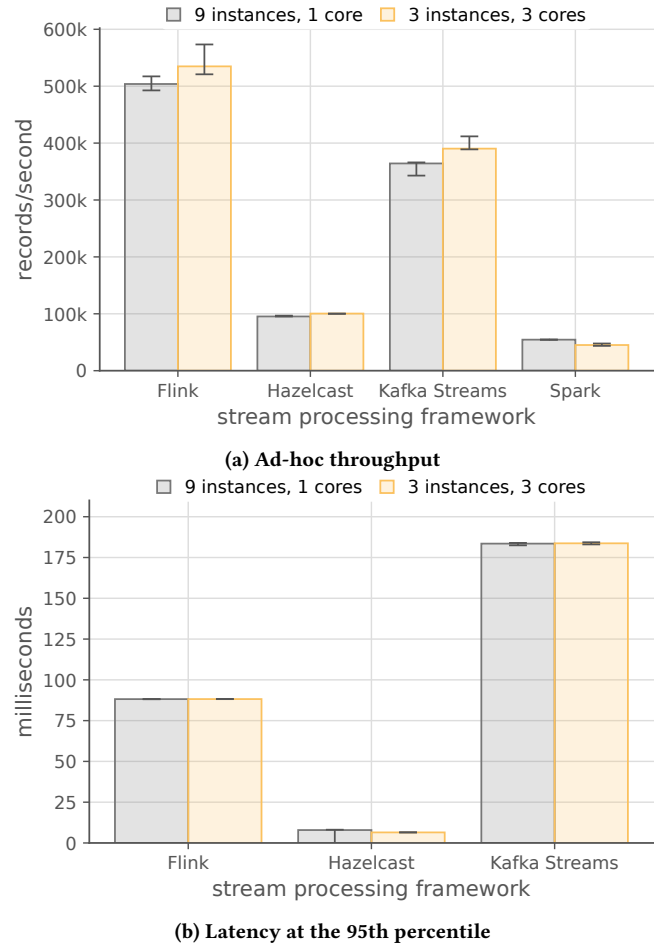 9 instances, 1 core 3 instances, 3 cores
600k
500k
400k
300k
200k
100k
0
records/second
Flink Hazelcast Kafka Streams Spark
stream processing framework
(a) Ad-hoc throughput
9 instances, 1 cores 3 instances, 3 cores
200
175
150
125
100
75
50
25
0
milliseconds
Flink Hazelcast Kafka Streams
stream processing framework
(b) Latency at the 95th percentile